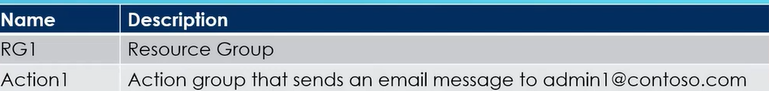 Name Description
RG1 Resource Group
Action1 Action group that sends an email message to admin1@contoso.com